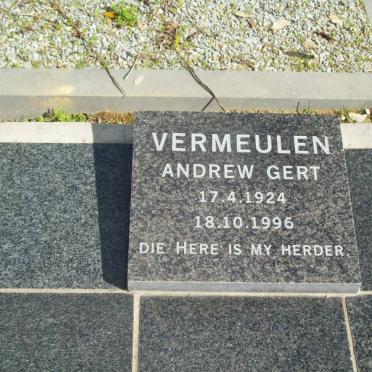 VERMEULEN
ANDREW GERT
17.4.1924
18.10.1996
DIE HERE IS MY HERDER.